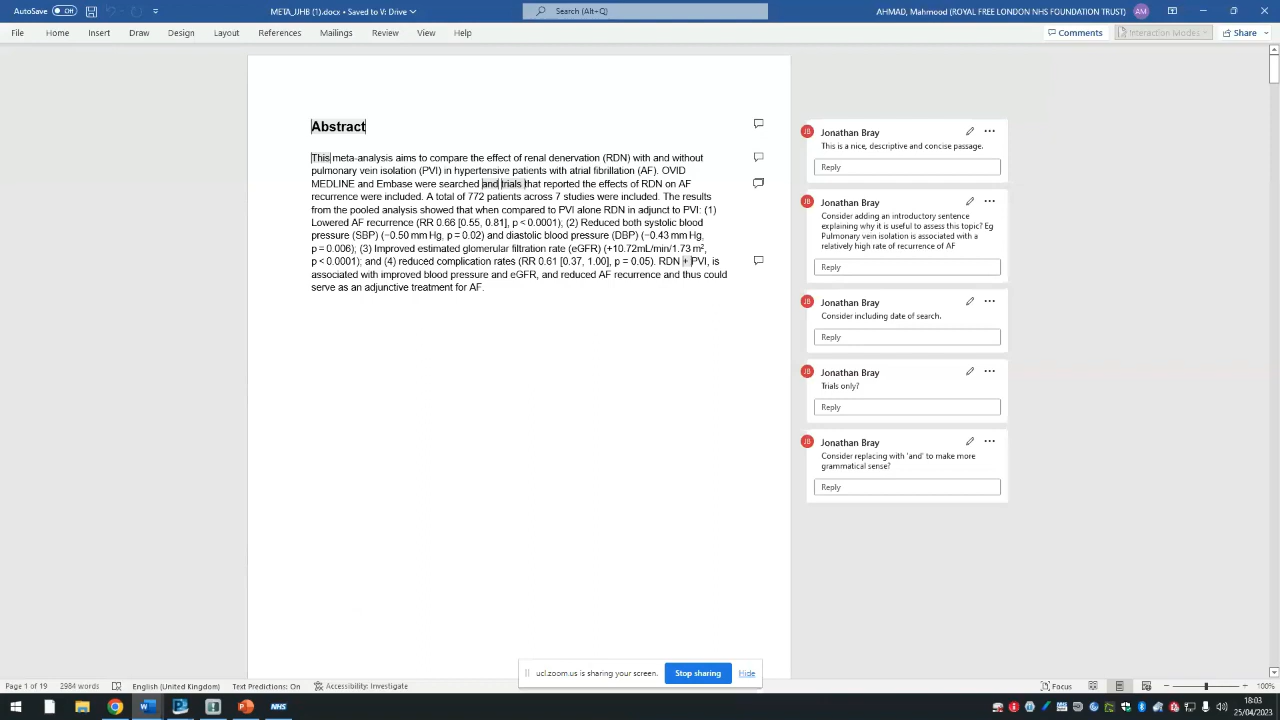 AutoSave Off META_JJHB (1).docx • Saved to V: Drive Search (Alt+Q) AHMAD, Mahmood (ROYAL FREE LONDON NHS FOUNDATION TRUST) AM
File Home Insert Draw Design Layout References Mailings Review View Help Comments Interaction Modes Share
Abstract
This meta-analysis aims to compare the effect of renal denervation (RDN) with and without
pulmonary vein isolation (PVI) in hypertensive patients with atrial fibrillation (AF). OVID
MEDLINE and Embase were searched and trials that reported the effects of RDN on AF
recurrence were included. A total of 772 patients across 7 studies were included. The results
from the pooled analysis showed that when compared to PVI alone RDN in adjunct to PVI: (1)
Lowered AF recurrence (RR 0.66 [0.55, 0.81], p < 0.0001); (2) Reduced both systolic blood
pressure (SBP) (−0.50 mm Hg, p = 0.02) and diastolic blood pressure (DBP) (−0.43 mm Hg,
p = 0.006); (3) Improved estimated glomerular filtration rate (eGFR) (+10.72mL/min/1.73 m²,
p < 0.0001); and (4) reduced complication rates (RR 0.61 [0.37, 1.00], p = 0.05). RDN + PVI, is
associated with improved blood pressure and eGFR, and reduced AF recurrence and thus could
serve as an adjunctive treatment for AF.
JB Jonathan Bray
This is a nice, descriptive and concise passage.
Reply
JB Jonathan Bray
Consider adding an introductory sentence
explaining why it is useful to assess this topic? Eg
Pulmonary vein isolation is associated with a
relatively high rate of recurrence of AF
Reply
JB Jonathan Bray
Consider including date of search.
Reply
JB Jonathan Bray
Trials only?
Reply
JB Jonathan Bray
Consider replacing with 'and' to make more
grammatical sense?
Reply
ucl.zoom.us is sharing your screen. Stop sharing Hide
Page 1 of 19 2984 words English (United Kingdom) Text Predictions: On Accessibility: Investigate Focus 100%
NHS
18:03
25/04/2023